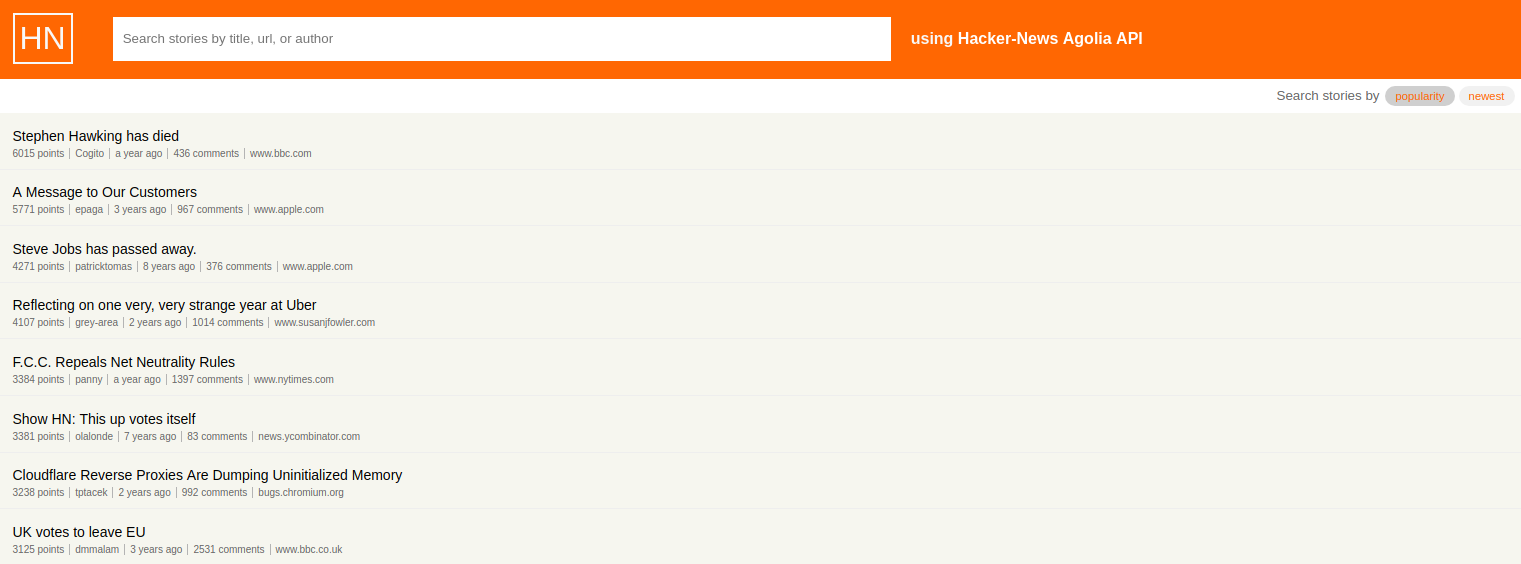 HN
Search stories by title, url, or author
using Hacker-News Agolia API
Search stories by popularity newest
Stephen Hawking has died
6015 points | Cogito | a year ago | 436 comments | www.bbc.com
A Message to Our Customers
5771 points | epaga | 3 years ago | 967 comments | www.apple.com
Steve Jobs has passed away.
4271 points | patricktomas | 8 years ago | 376 comments | www.apple.com
Reflecting on one very, very strange year at Uber
4107 points | grey-area | 2 years ago | 1014 comments | www.susanjfowler.com
F.C.C. Repeals Net Neutrality Rules
3384 points | panny | a year ago | 1397 comments | www.nytimes.com
Show HN: This up votes itself
3381 points | olalonde | 7 years ago | 83 comments | news.ycombinator.com
Cloudflare Reverse Proxies Are Dumping Uninitialized Memory
3238 points | tptacek | 2 years ago | 992 comments | bugs.chromium.org
UK votes to leave EU
3125 points | dmmalam | 3 years ago | 2531 comments | www.bbc.co.uk